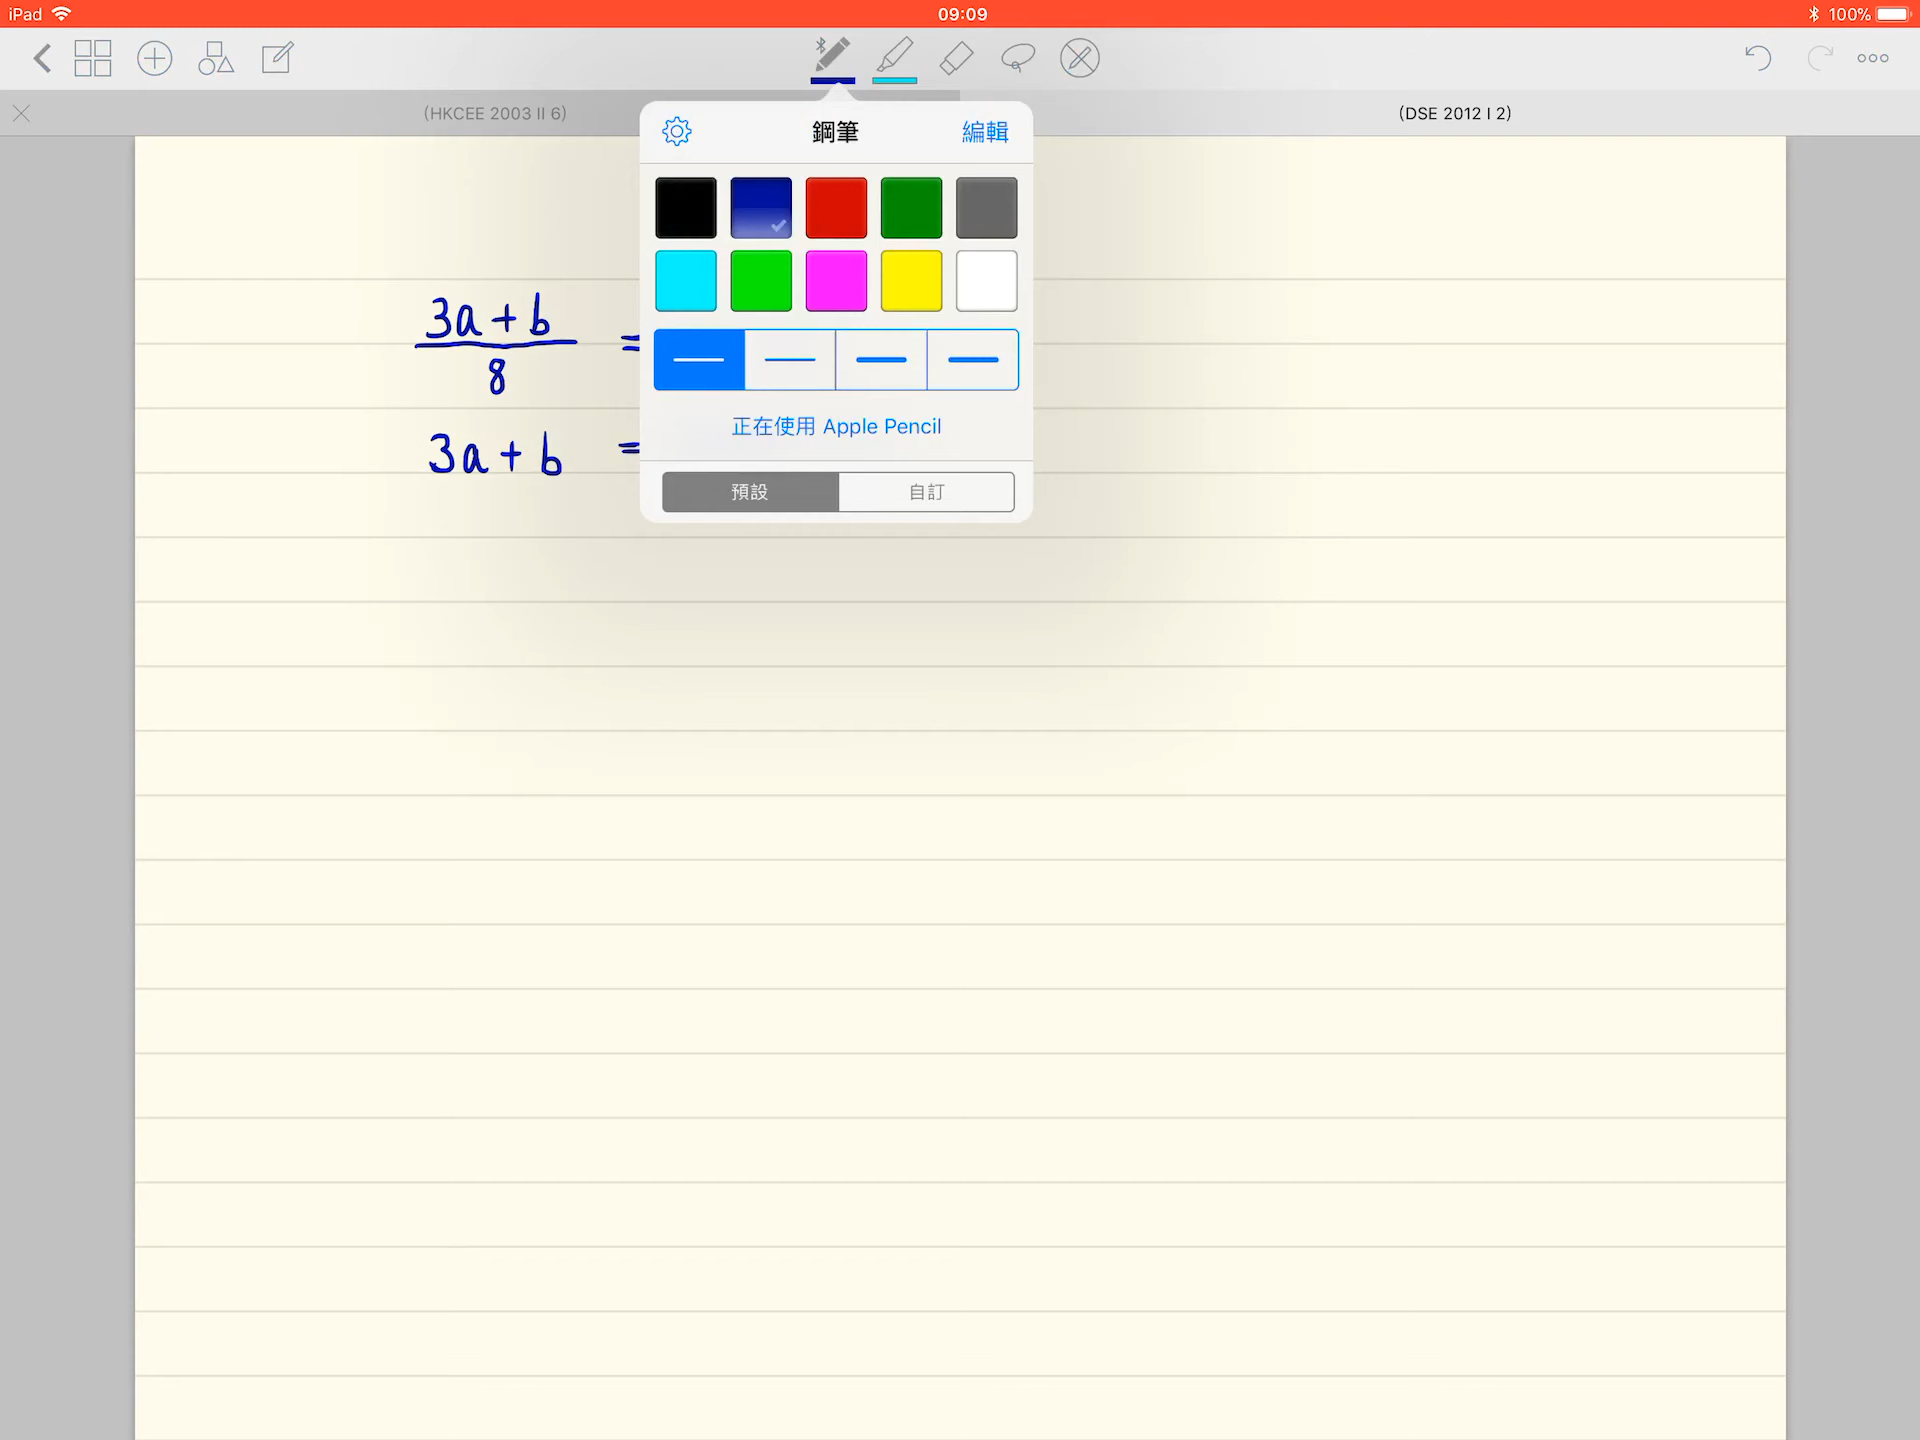 iPad 09:09 100%
(HKCEE 2003 II 6) (DSE 2012 I 2)
鋼筆 編輯
3a + b
8
=
3a + b =
正在使用 Apple Pencil
預設 自訂